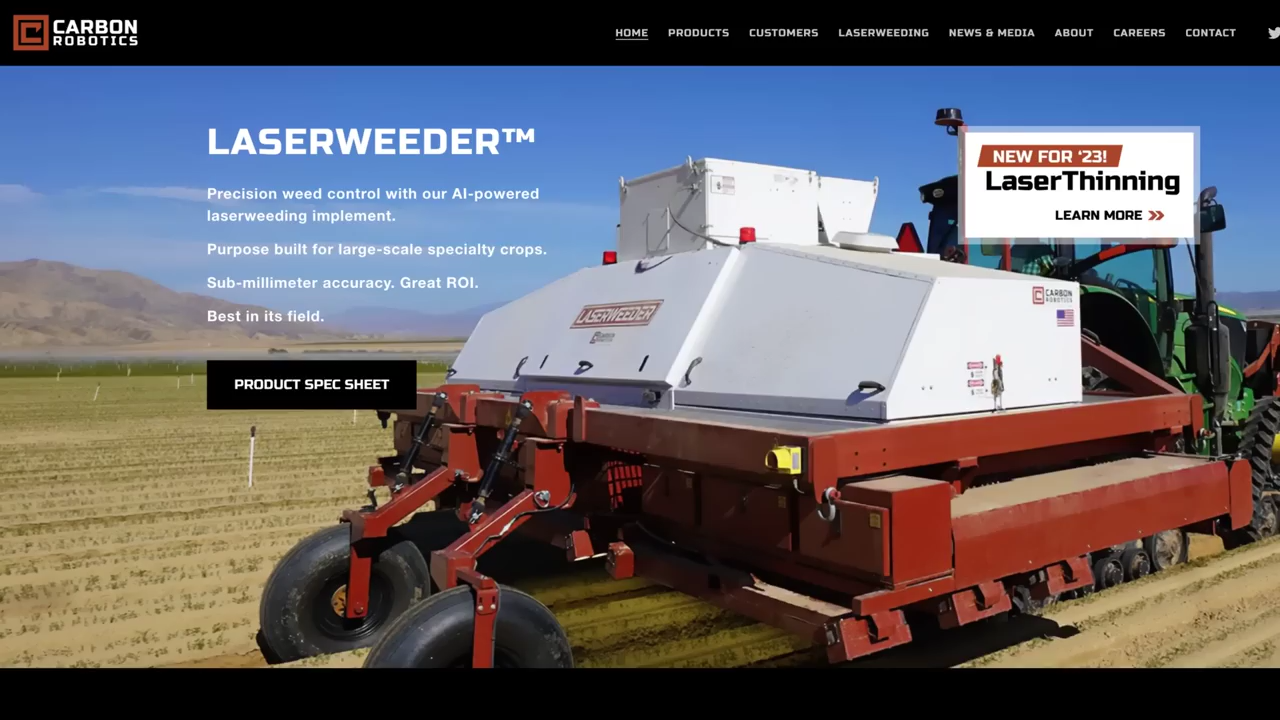 CARBON
ROBOTICS
HOME PRODUCTS CUSTOMERS LASERWEEDING NEWS & MEDIA ABOUT CAREERS CONTACT
LASERWEEDER™
Precision weed control with our AI-powered
laserweeding implement.
Purpose built for large-scale specialty crops.
Sub-millimeter accuracy. Great ROI.
Best in its field.
PRODUCT SPEC SHEET
NEW FOR ‘23!
LaserThinning
LEARN MORE
CARBON
ROBOTICS
LASERWEEDER